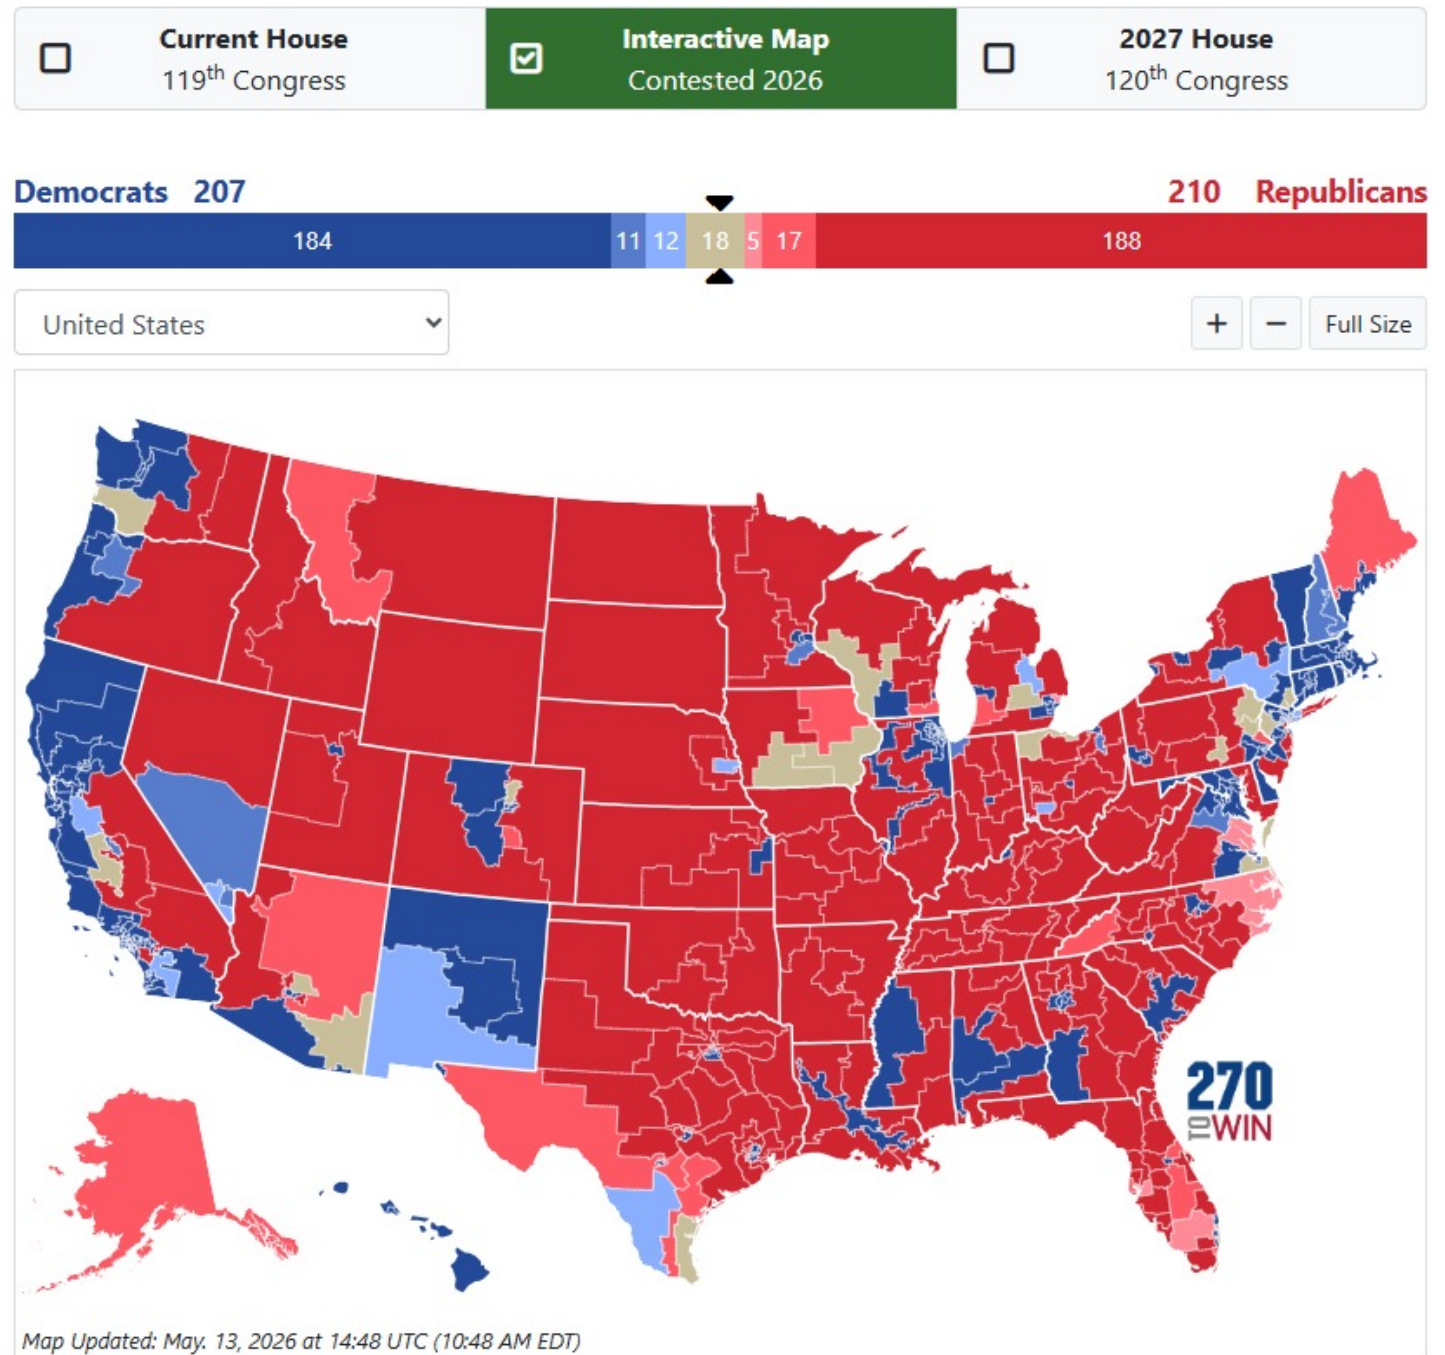 Current House
119th Congress
Interactive Map
Contested 2026
2027 House
120th Congress
Democrats 207
210 Republicans
184 11 12 18 5 17 188
United States
+ − Full Size
270
TO WIN
Map Updated: May. 13, 2026 at 14:48 UTC (10:48 AM EDT)